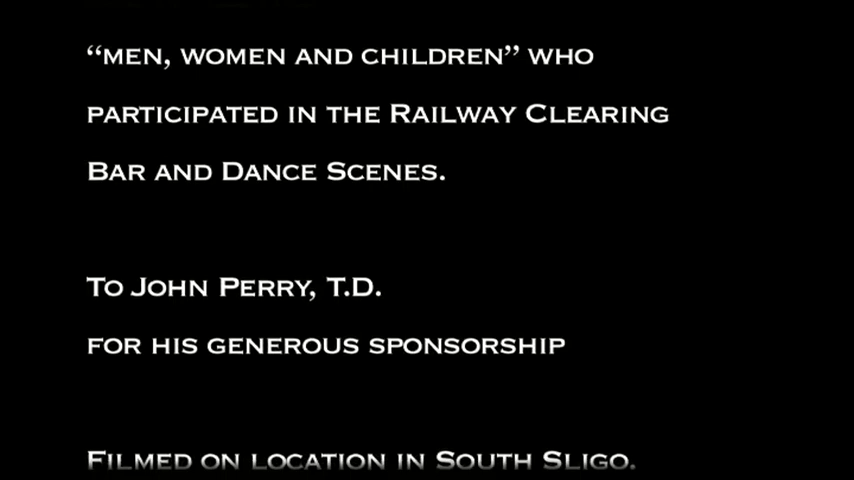 “MEN, WOMEN AND CHILDREN” WHO
PARTICIPATED IN THE RAILWAY CLEARING
BAR AND DANCE SCENES.
TO JOHN PERRY, T.D.
FOR HIS GENEROUS SPONSORSHIP
FILMED ON LOCATION IN SOUTH SLIGO.